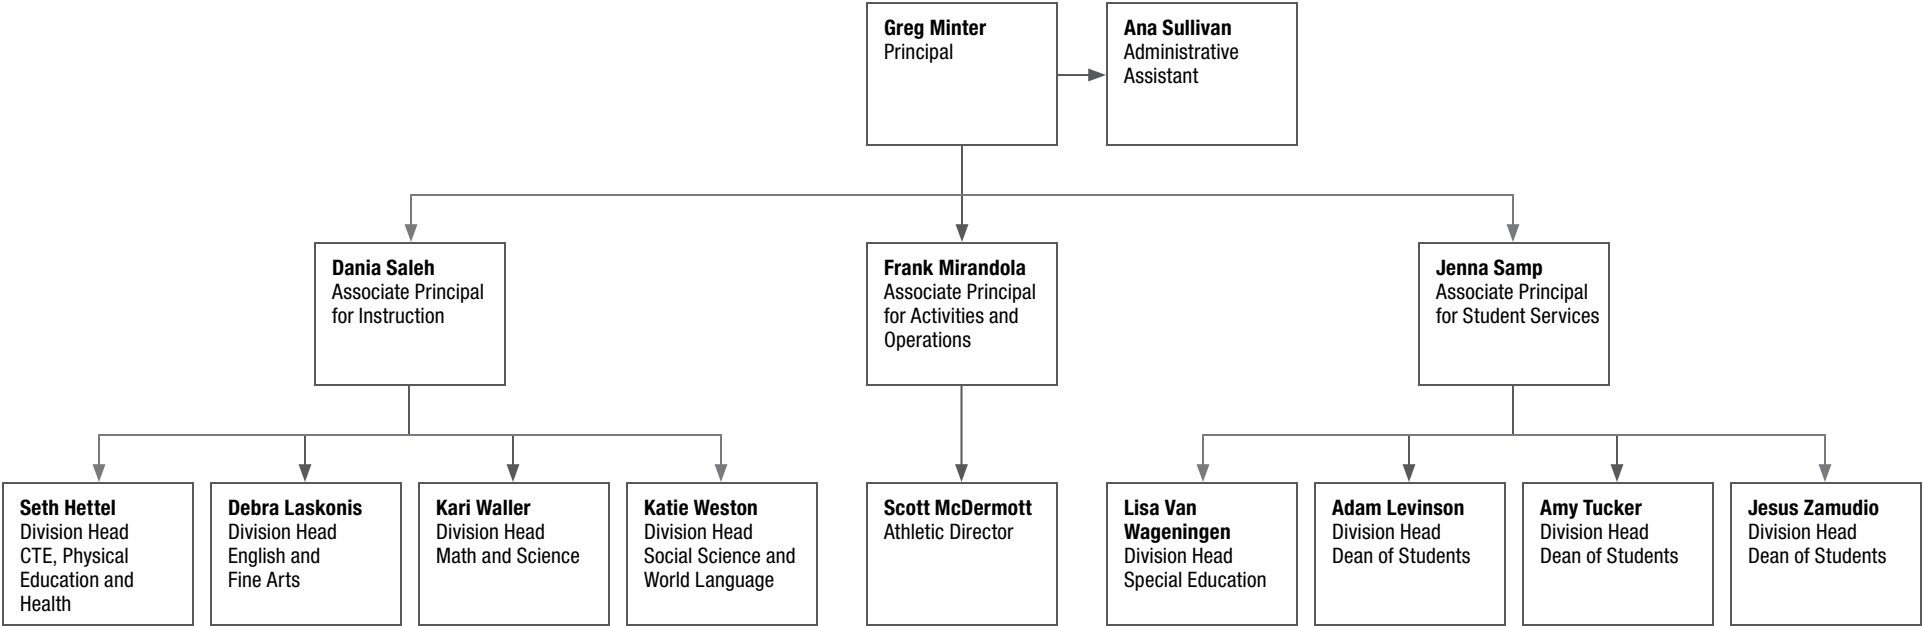 Greg Minter
Principal
Ana Sullivan
Administrative
Assistant
Dania Saleh
Associate Principal
for Instruction
Frank Mirandola
Associate Principal
for Activities and
Operations
Jenna Samp
Associate Principal
for Student Services
Seth Hettel
Division Head
CTE, Physical
Education and
Health
Debra Laskonis
Division Head
English and
Fine Arts
Kari Waller
Division Head
Math and Science
Katie Weston
Division Head
Social Science and
World Language
Scott McDermott
Athletic Director
Lisa Van
Wageningen
Division Head
Special Education
Adam Levinson
Division Head
Dean of Students
Amy Tucker
Division Head
Dean of Students
Jesus Zamudio
Division Head
Dean of Students